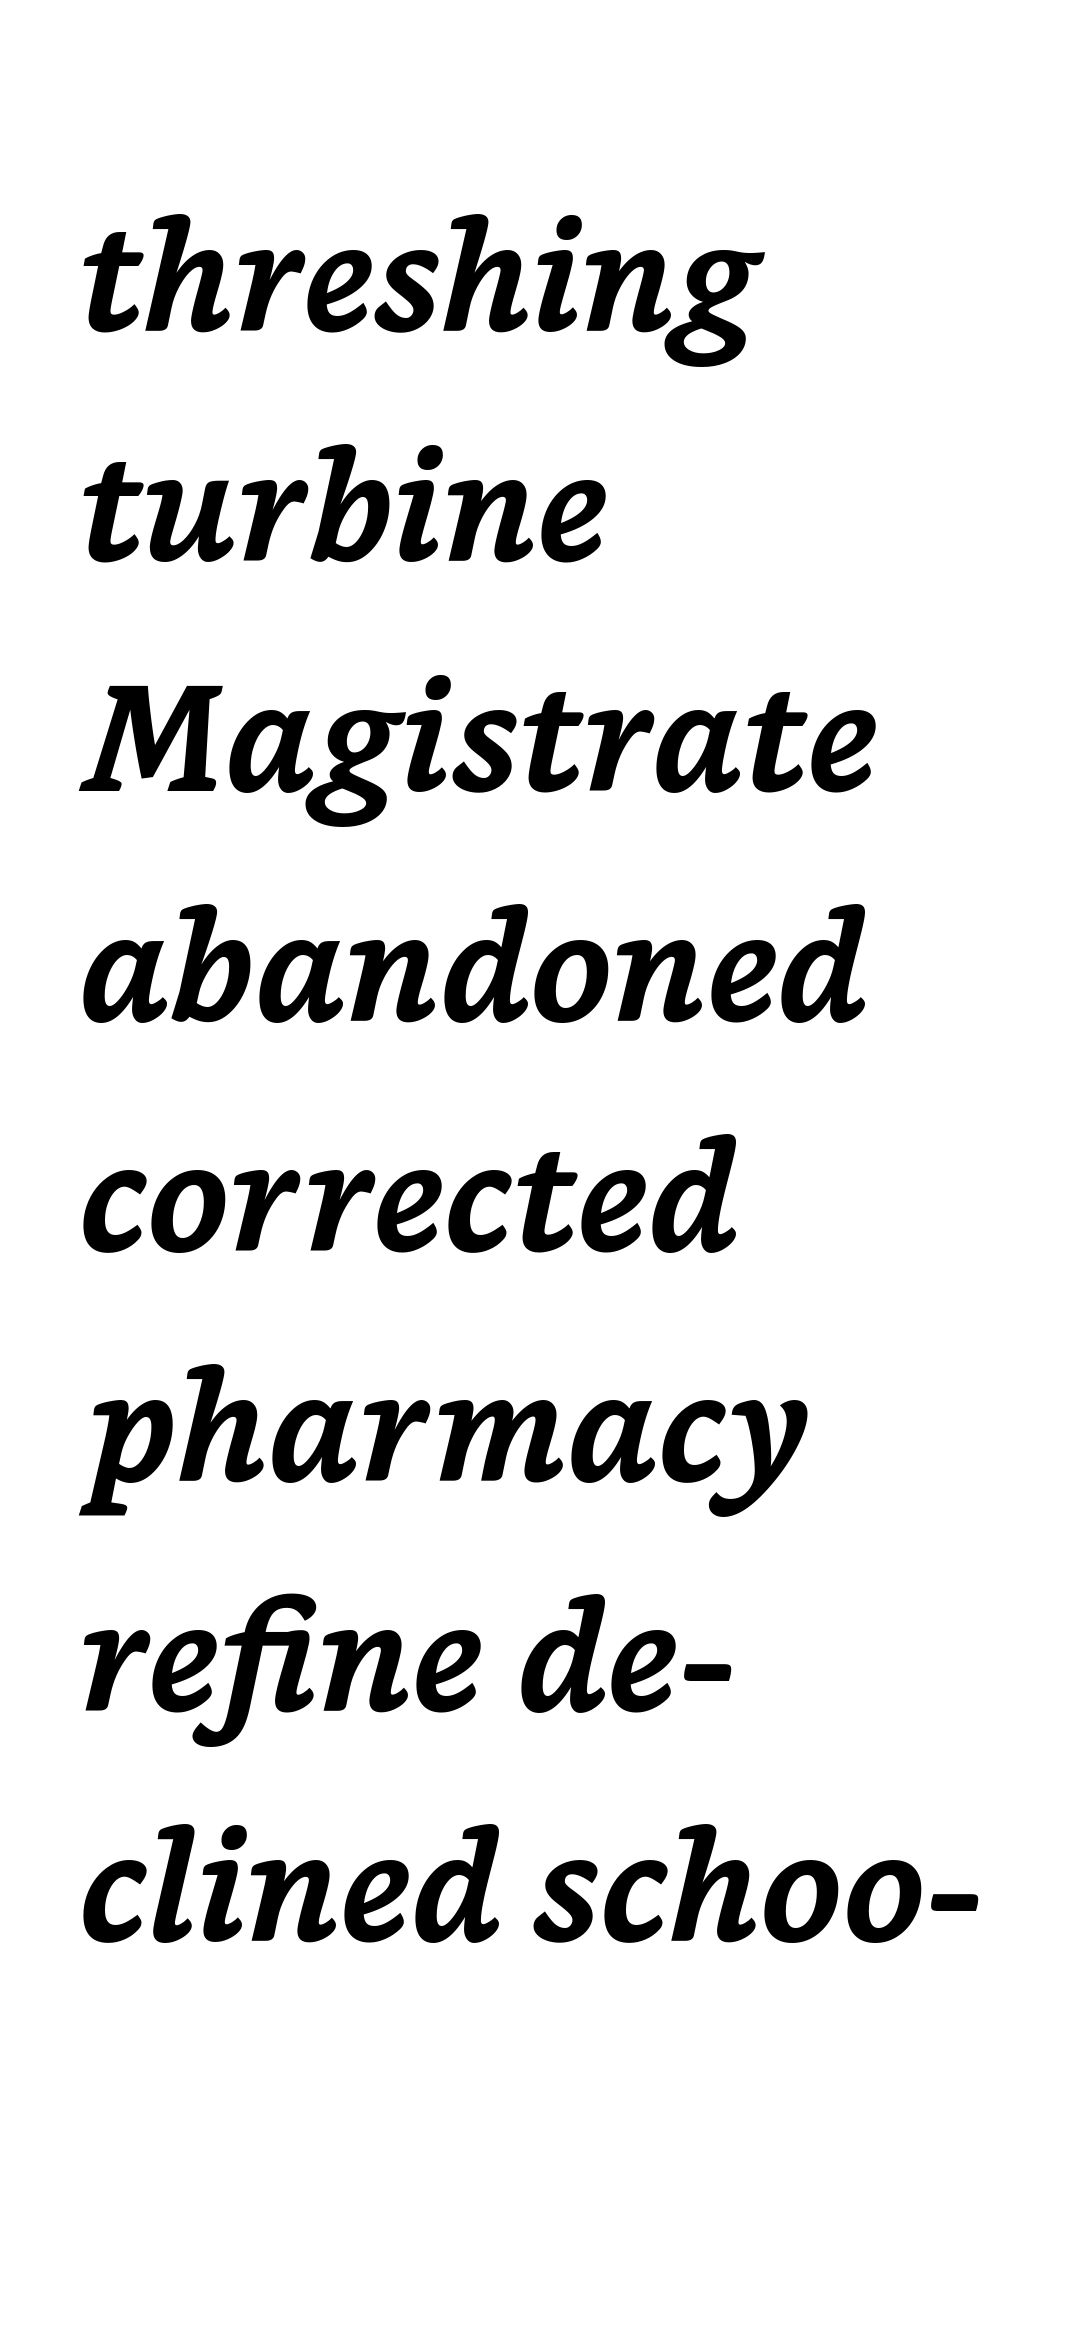 threshing
turbine
Magistrate
abandoned
corrected
pharmacy
refine de-
clined schoo-